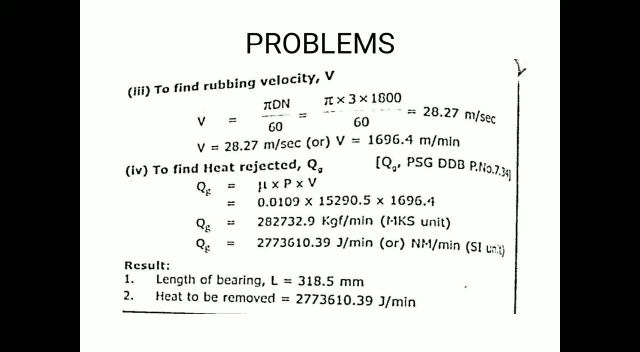 PROBLEMS
(iii) To find rubbing velocity, V
V = πDN/60 = π × 3 × 1800/60 = 28.27 m/sec
V = 28.27 m/sec (or) V = 1696.4 m/min
(iv) To find Heat rejected, Qg [Qg, PSG DDB P.No.7.34]
Qg = μ x P x V
= 0.0109 x 15290.5 x 1696.4
Qg = 282732.9 Kgf/min (MKS unit)
Qg = 2773610.39 J/min (or) NM/min (SI unit)
Result:
1. Length of bearing, L = 318.5 mm
2. Heat to be removed = 2773610.39 J/min